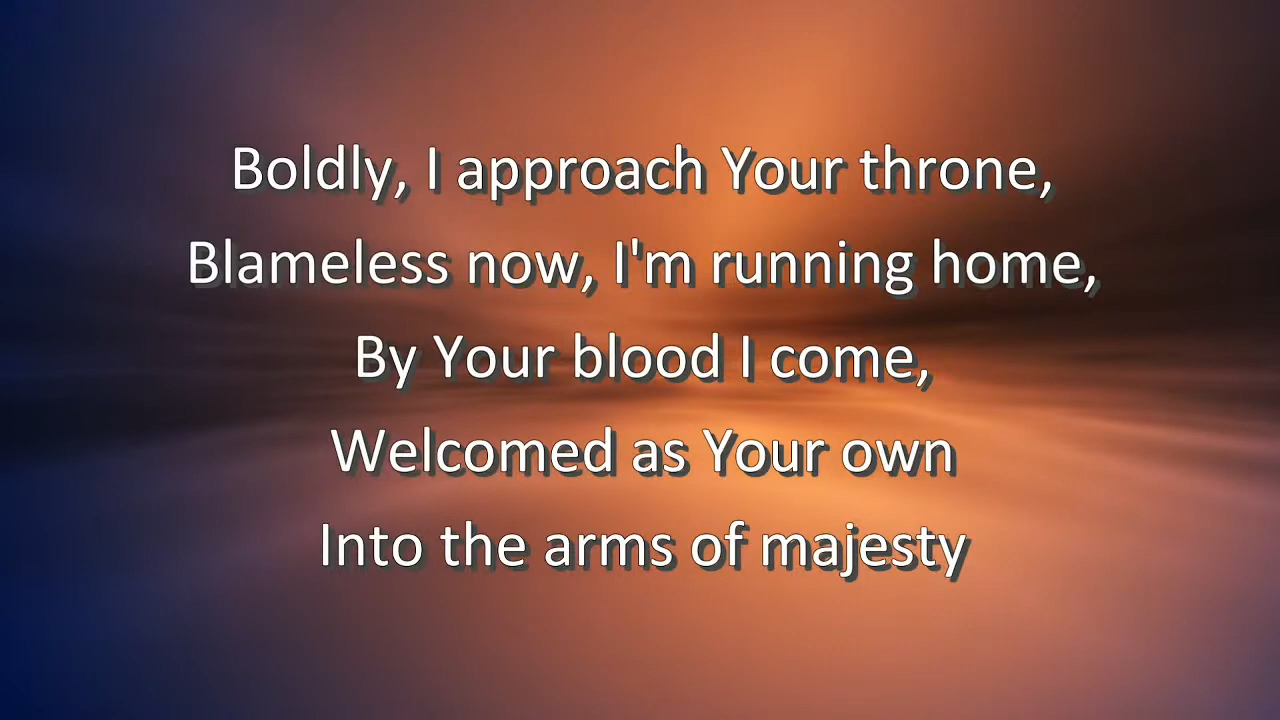 Boldly, I approach Your throne,
Blameless now, I'm running home,
By Your blood I come,
Welcomed as Your own
Into the arms of majesty